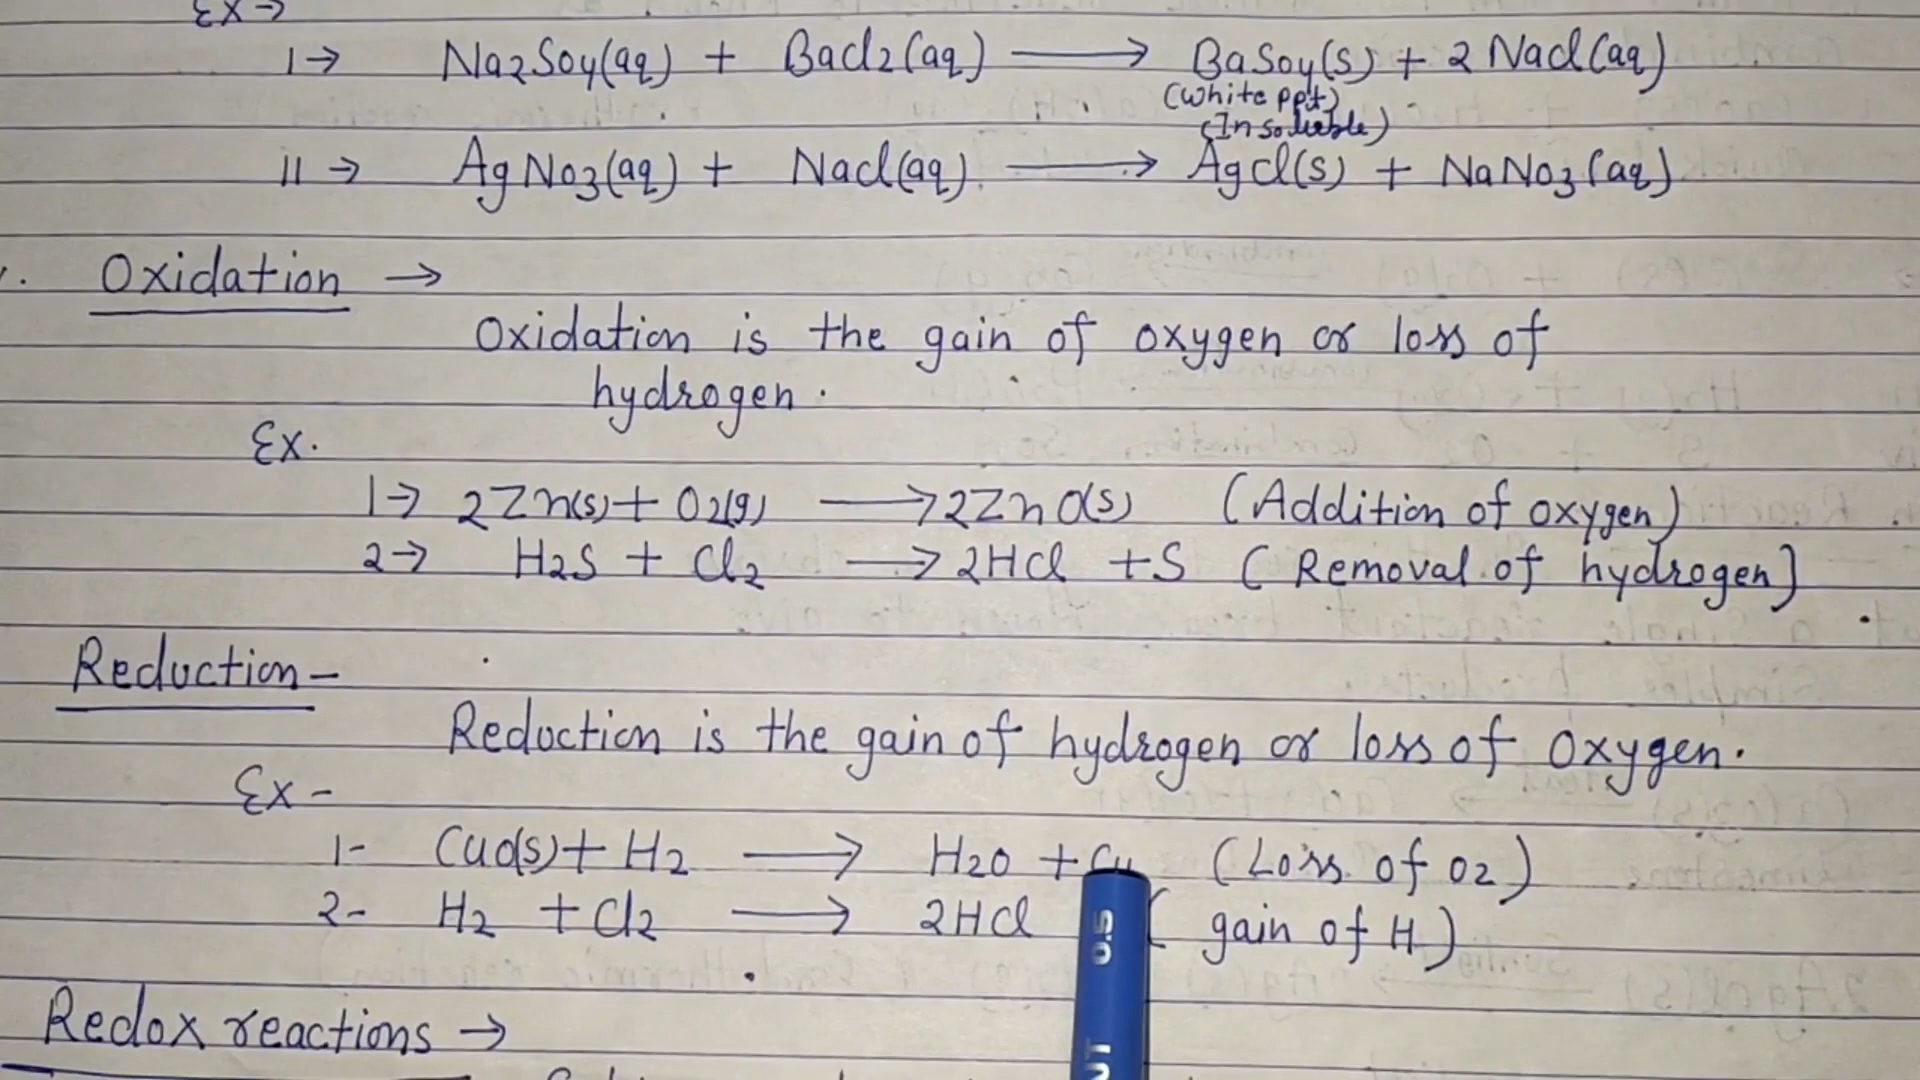 Ex→
I→ Na2SO4(aq) + BaCl2(aq) ⟶ BaSO4(s) + 2 NaCl(aq)
(White ppt)
(Insoluble)
II→ AgNO3(aq) + NaCl(aq) ⟶ AgCl(s) + NaNO3(aq)
Oxidation →
Oxidation is the gain of oxygen or loss of
hydrogen.
Ex.
1→ 2Zn(s) + O2(g) ⟶ 2ZnO(s) (Addition of oxygen)
2→ H2S + Cl2 ⟶ 2HCl + S (Removal of hydrogen)
Reduction –
Reduction is the gain of hydrogen or loss of Oxygen.
Ex –
1- CuO(s) + H2 ⟶ H2O + Cu (Loss of O2)
2- H2 + Cl2 ⟶ 2HCl ( gain of H)
0.5
Redox reactions →